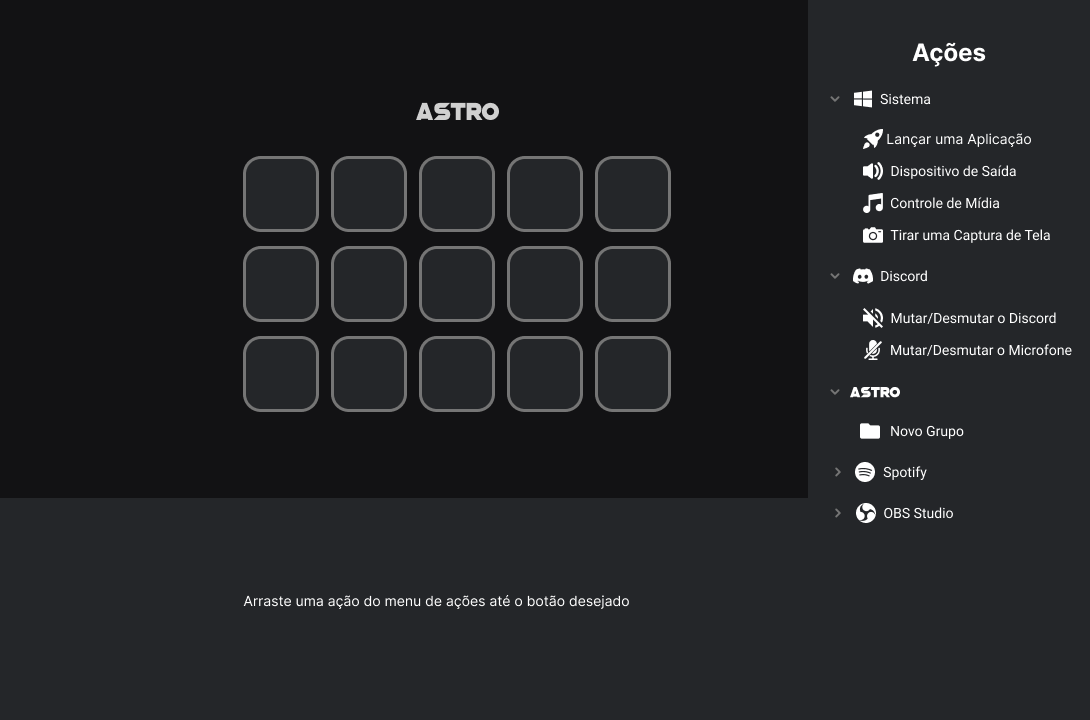 ASTRO
Ações
Sistema
Lançar uma Aplicação
Dispositivo de Saída
Controle de Mídia
Tirar uma Captura de Tela
Discord
Mutar/Desmutar o Discord
Mutar/Desmutar o Microfone
ASTRO
Novo Grupo
Spotify
OBS Studio
Arraste uma ação do menu de ações até o botão desejado